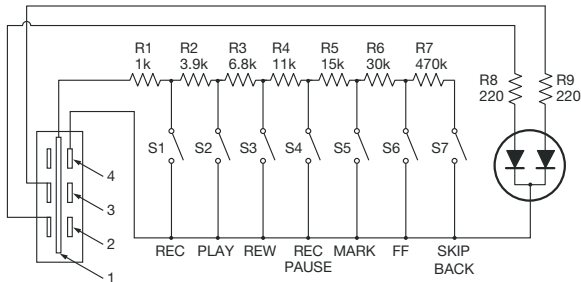 R1 R2 R3 R4 R5 R6 R7
1k 3.9k 6.8k 11k 15k 30k 470k
R8 R9
220 220
S1 S2 S3 S4 S5 S6 S7
4
3
2
1
REC PLAY REW REC MARK FF SKIP
PAUSE BACK